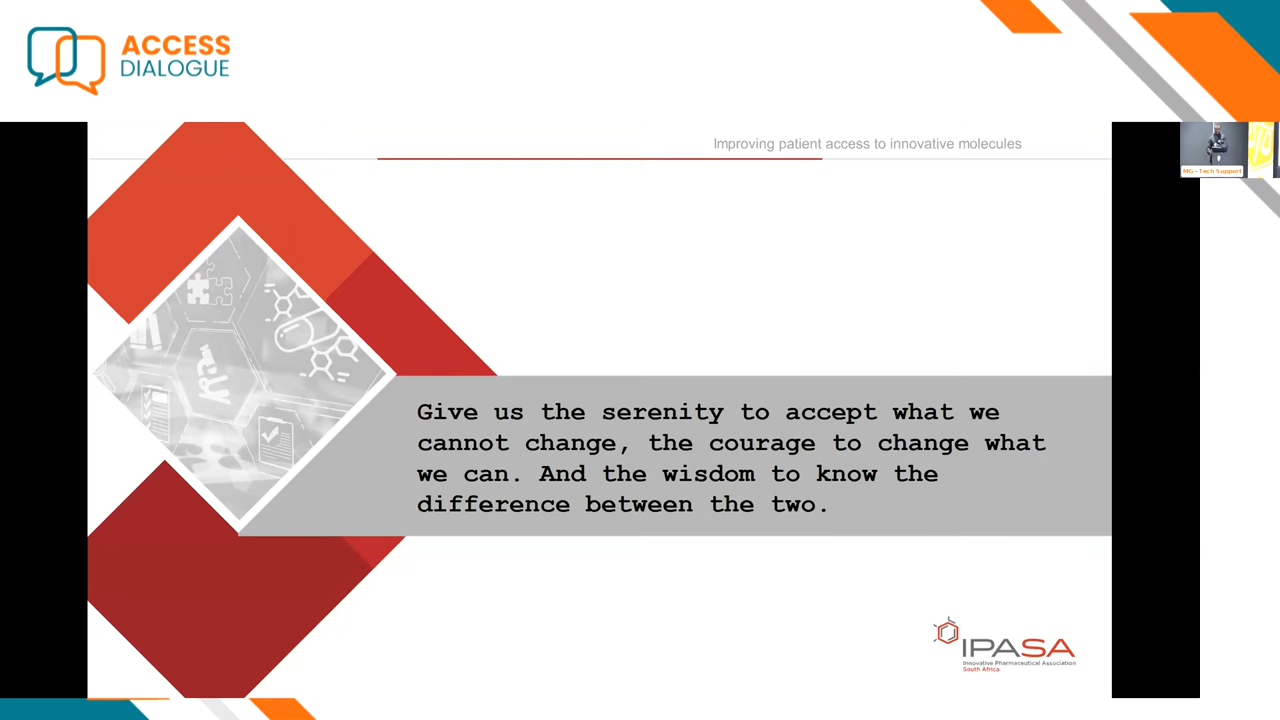 ACCESS
DIALOGUE
Improving patient access to innovative molecules
MG - Tech Support
Give us the serenity to accept what we
cannot change, the courage to change what
we can. And the wisdom to know the
difference between the two.
IPASA
Innovative Pharmaceutical Association
South Africa